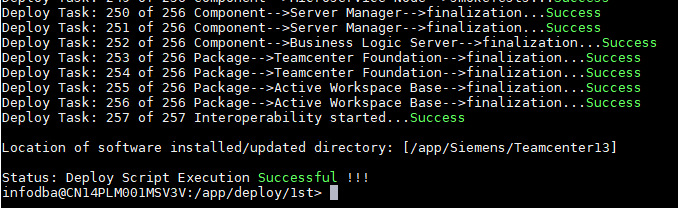 Deploy Task: 250 of 256 Component-->Server Manager-->finalization...Success
Deploy Task: 251 of 256 Component-->Server Manager-->finalization...Success
Deploy Task: 252 of 256 Component-->Business Logic Server-->finalization...Success
Deploy Task: 253 of 256 Package-->Teamcenter Foundation-->finalization...Success
Deploy Task: 254 of 256 Package-->Teamcenter Foundation-->finalization...Success
Deploy Task: 255 of 256 Package-->Active Workspace Base-->finalization...Success
Deploy Task: 256 of 256 Package-->Active Workspace Base-->finalization...Success
Deploy Task: 257 of 257 Interoperability started...Success
Location of software installed/updated directory: [/app/Siemens/Teamcenter13]
Status: Deploy Script Execution Successful !!!
infodba@CN14PLM001MSV3V:/app/deploy/1st>